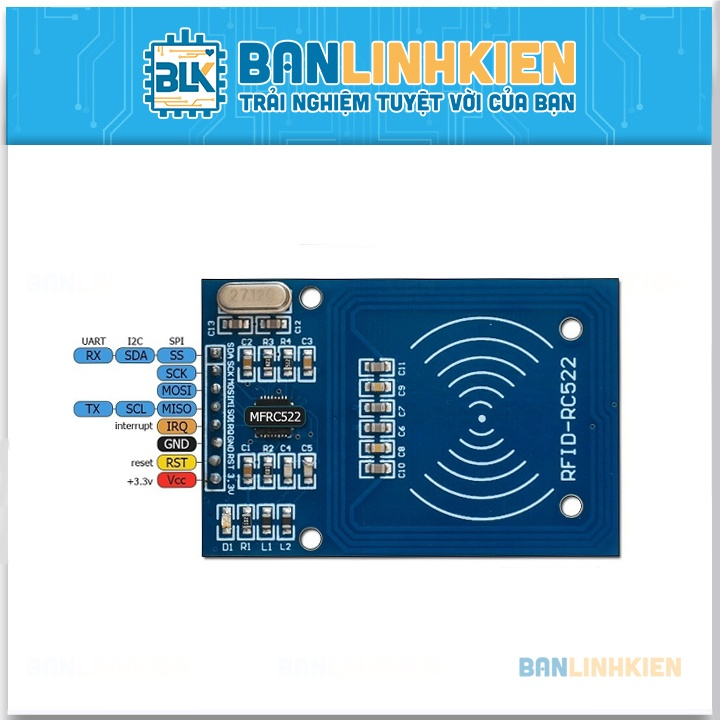 BLK
BANLINHKIEN
TRẢI NGHIỆM TUYỆT VỜI CỦA BẠN
UART I2C SPI
RX SDA SS
SCK
MOSI
TX SCL MISO
interrupt IRQ
GND
reset RST
+3.3v Vcc
C13 C12
C2 R3 R4 C3
SDA SCK MOSI MISO IRQ GND RST 3.3V
MFRC522
C1 R2 C4 C5
D1 R1 L1 L2
C11
C9
C7
C6
C8
C10
RFID-RC522
BANLINHKIEN